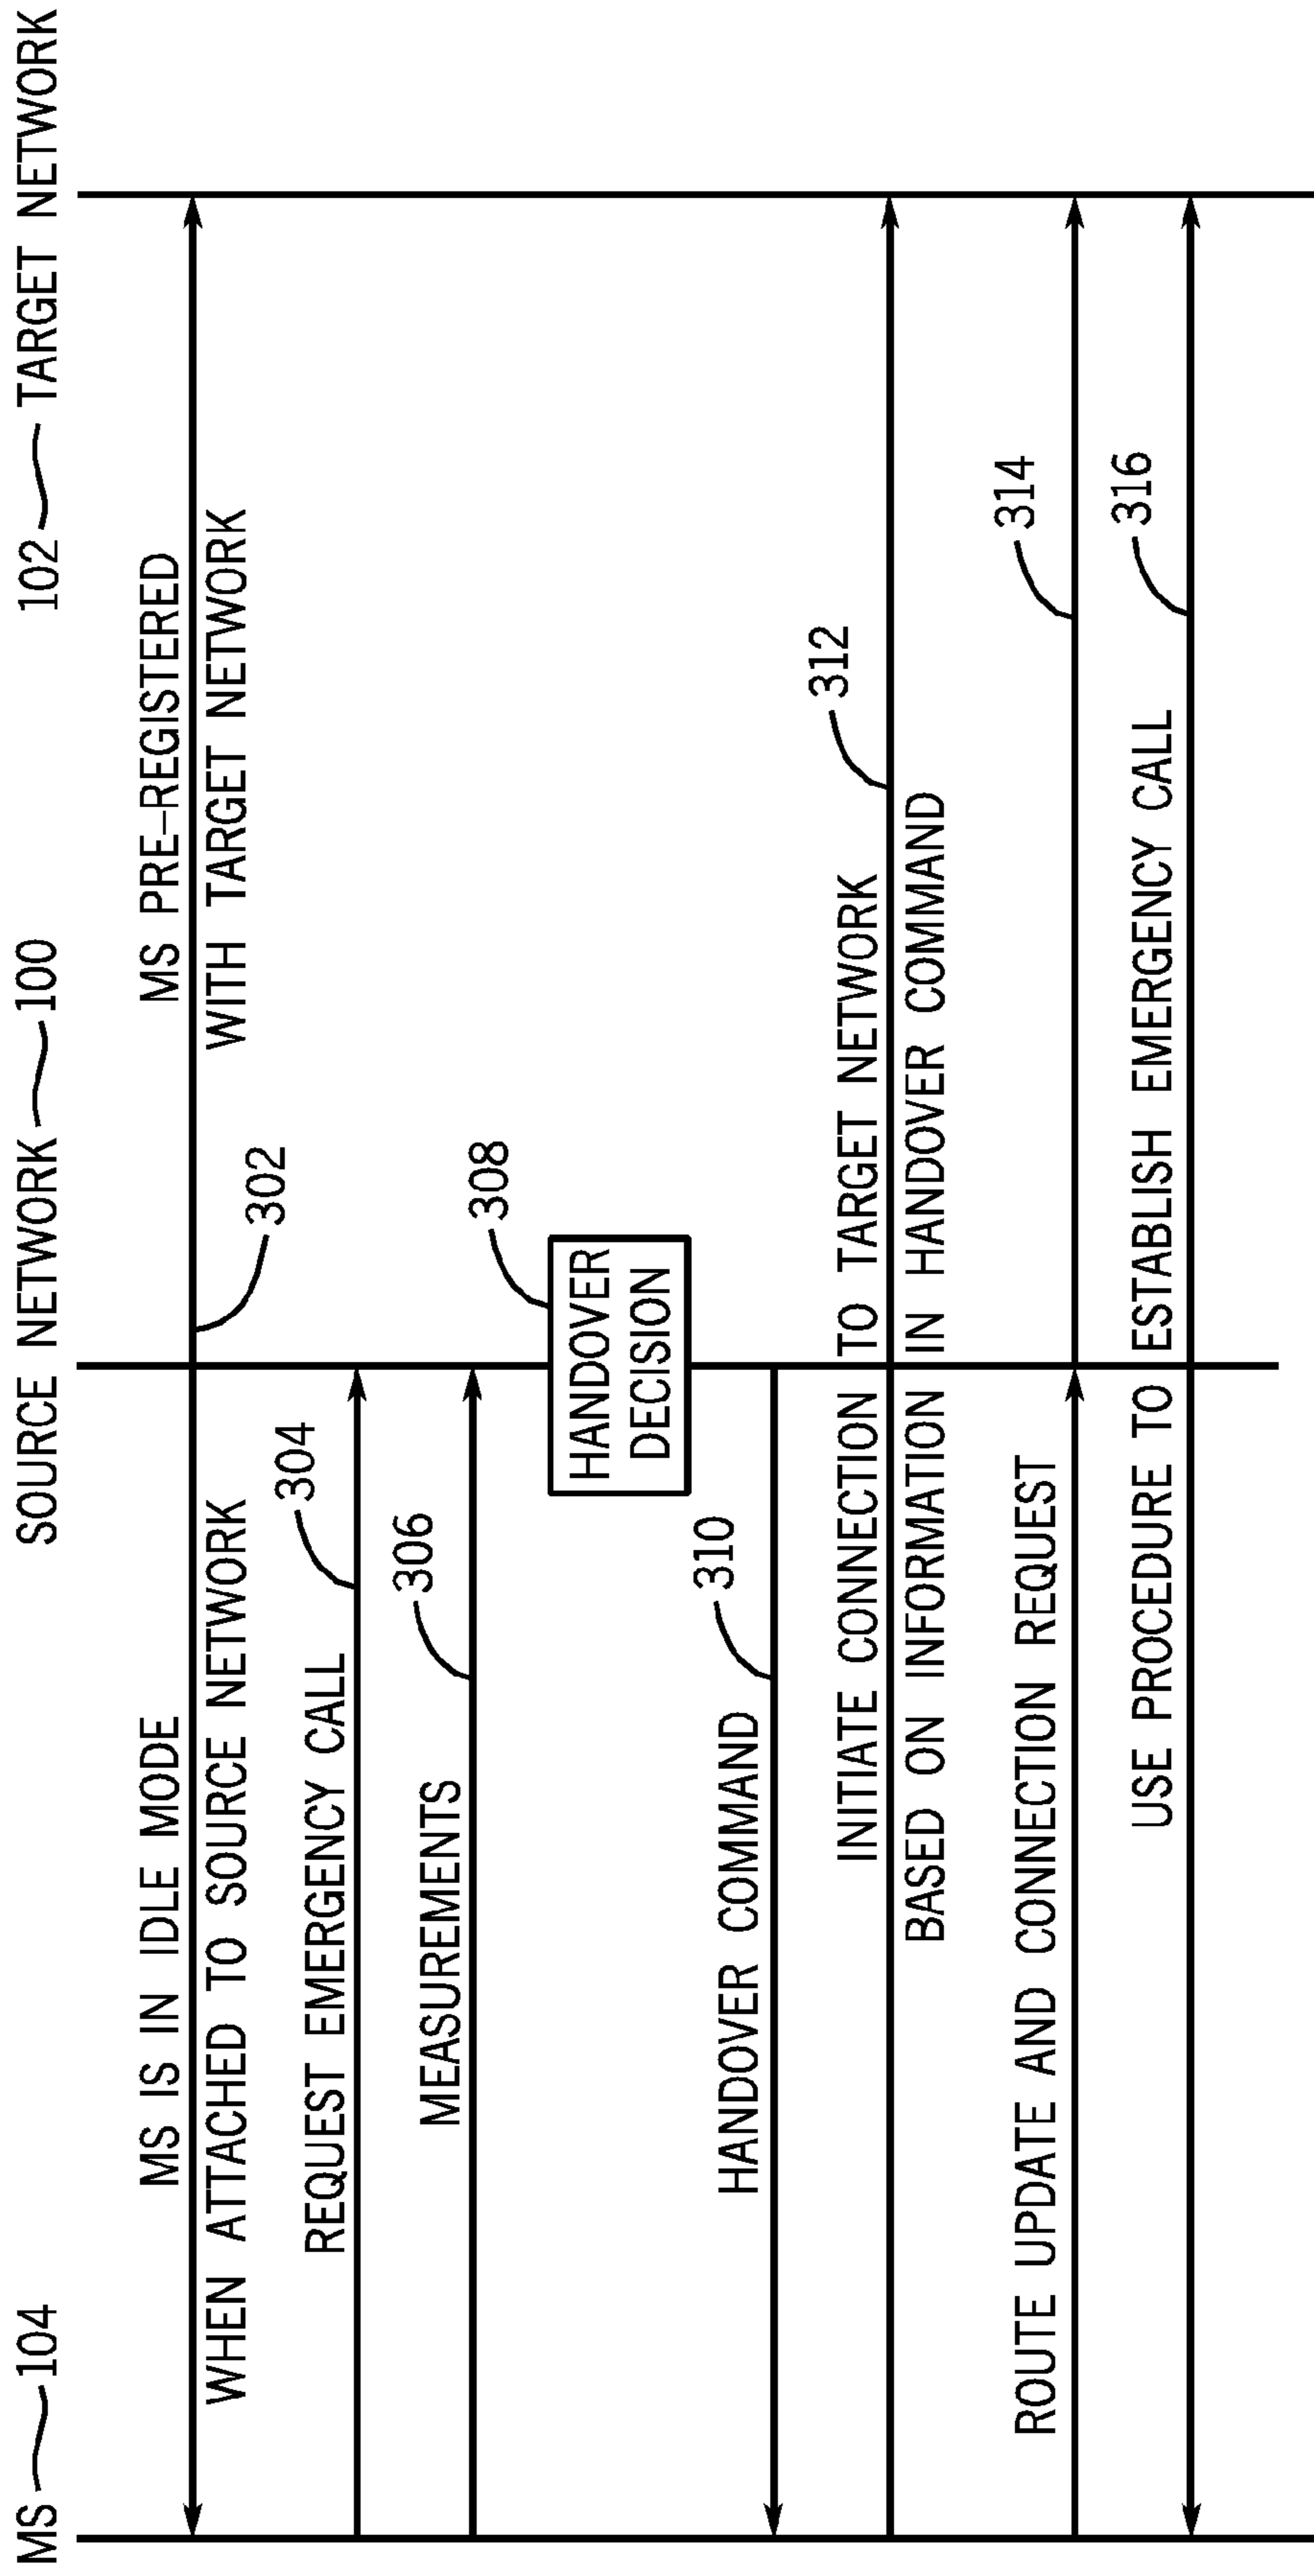 MS 104
SOURCE NETWORK 100
102 TARGET NETWORK
MS IS IN IDLE MODE
WHEN ATTACHED TO SOURCE NETWORK
MS PRE-REGISTERED
WITH TARGET NETWORK
302
REQUEST EMERGENCY CALL
304
MEASUREMENTS
306
308
HANDOVER
DECISION
HANDOVER COMMAND
310
INITIATE CONNECTION TO TARGET NETWORK
BASED ON INFORMATION IN HANDOVER COMMAND
312
ROUTE UPDATE AND CONNECTION REQUEST
314
USE PROCEDURE TO ESTABLISH EMERGENCY CALL
316